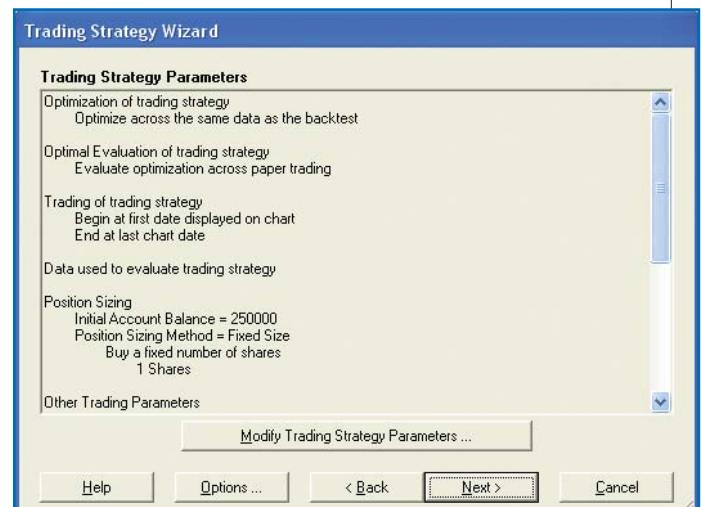 Trading Strategy Wizard
Trading Strategy Parameters
Optimization of trading strategy
Optimize across the same data as the backtest
Optimal Evaluation of trading strategy
Evaluate optimization across paper trading
Trading of trading strategy
Begin at first date displayed on chart
End at last chart date
Data used to evaluate trading strategy
Position Sizing
Initial Account Balance = 250000
Position Sizing Method = Fixed Size
Buy a fixed number of shares
1 Shares
Other Trading Parameters
Modify Trading Strategy Parameters ...
Help Options ... < Back Next > Cancel